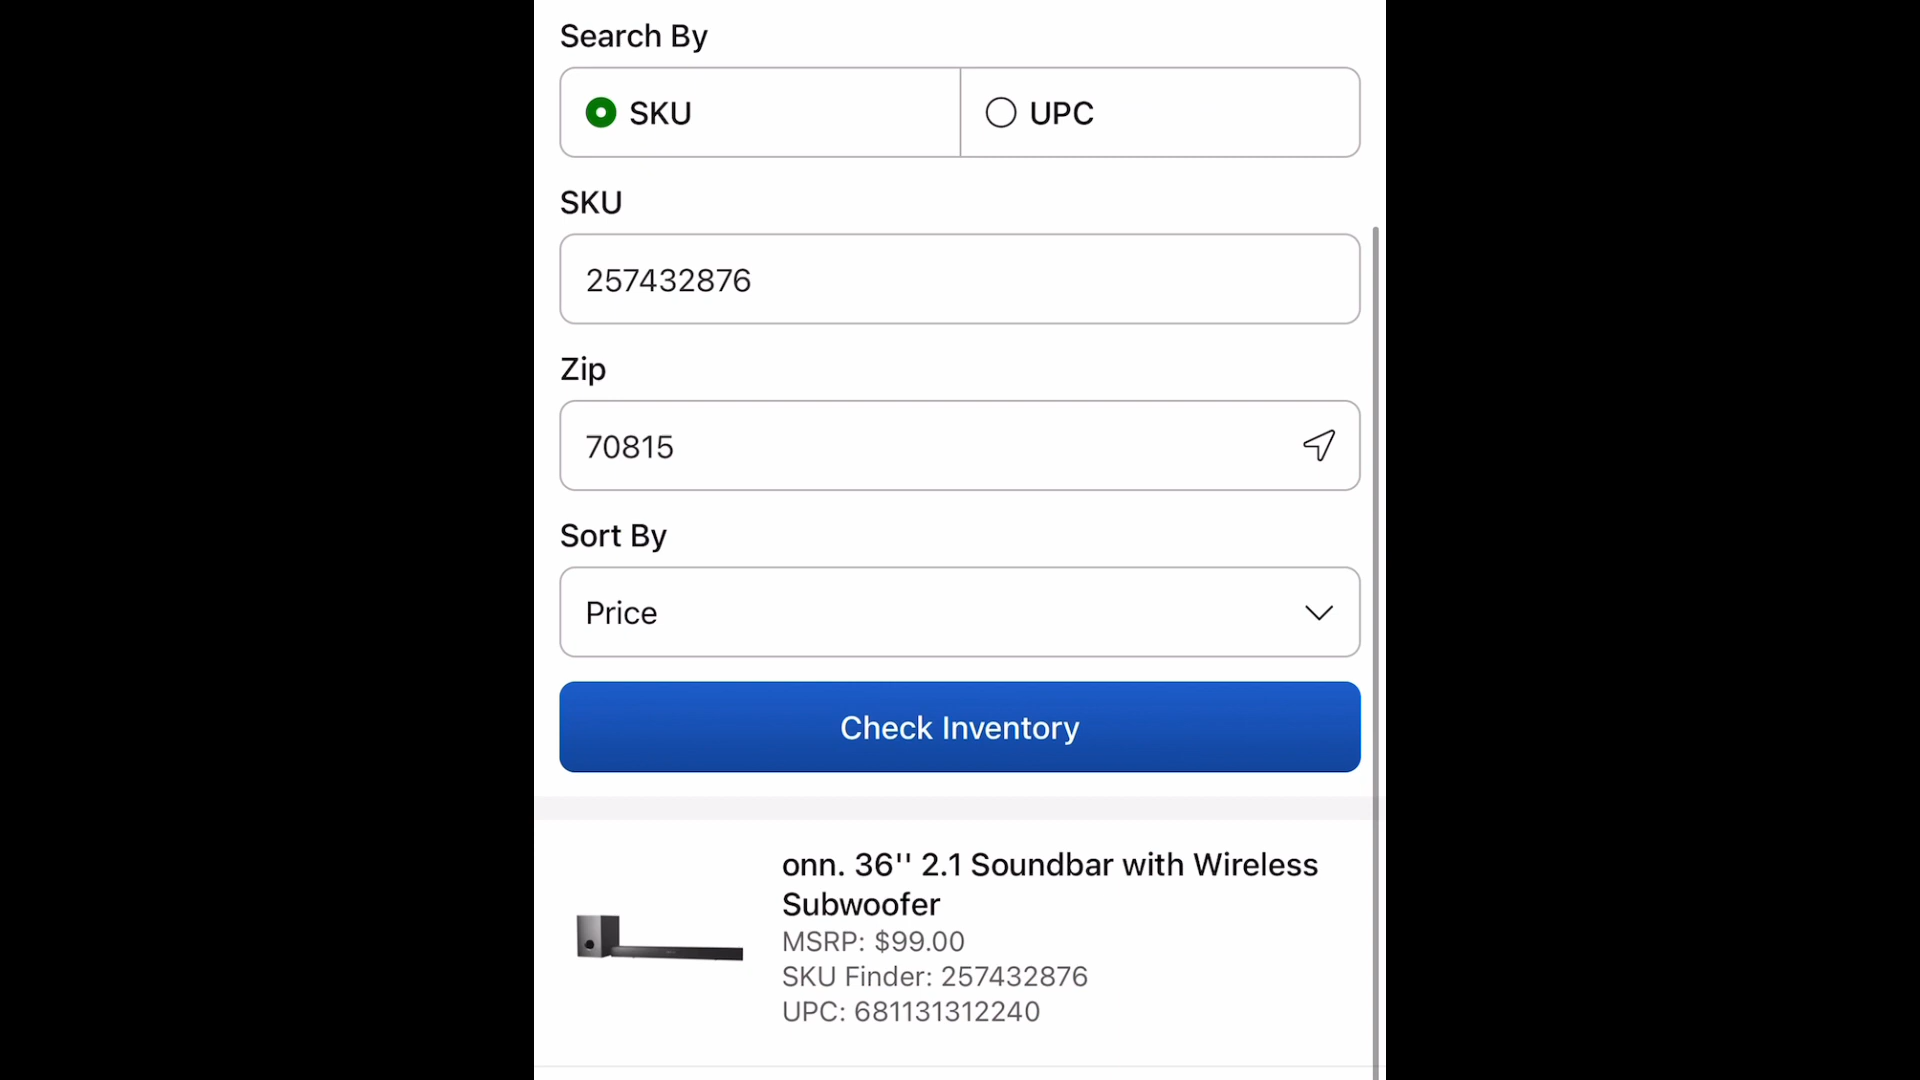 Search By
SKU
UPC
SKU
257432876
Zip
70815
Sort By
Price
Check Inventory
onn. 36'' 2.1 Soundbar with Wireless
Subwoofer
MSRP: $99.00
SKU Finder: 257432876
UPC: 681131312240